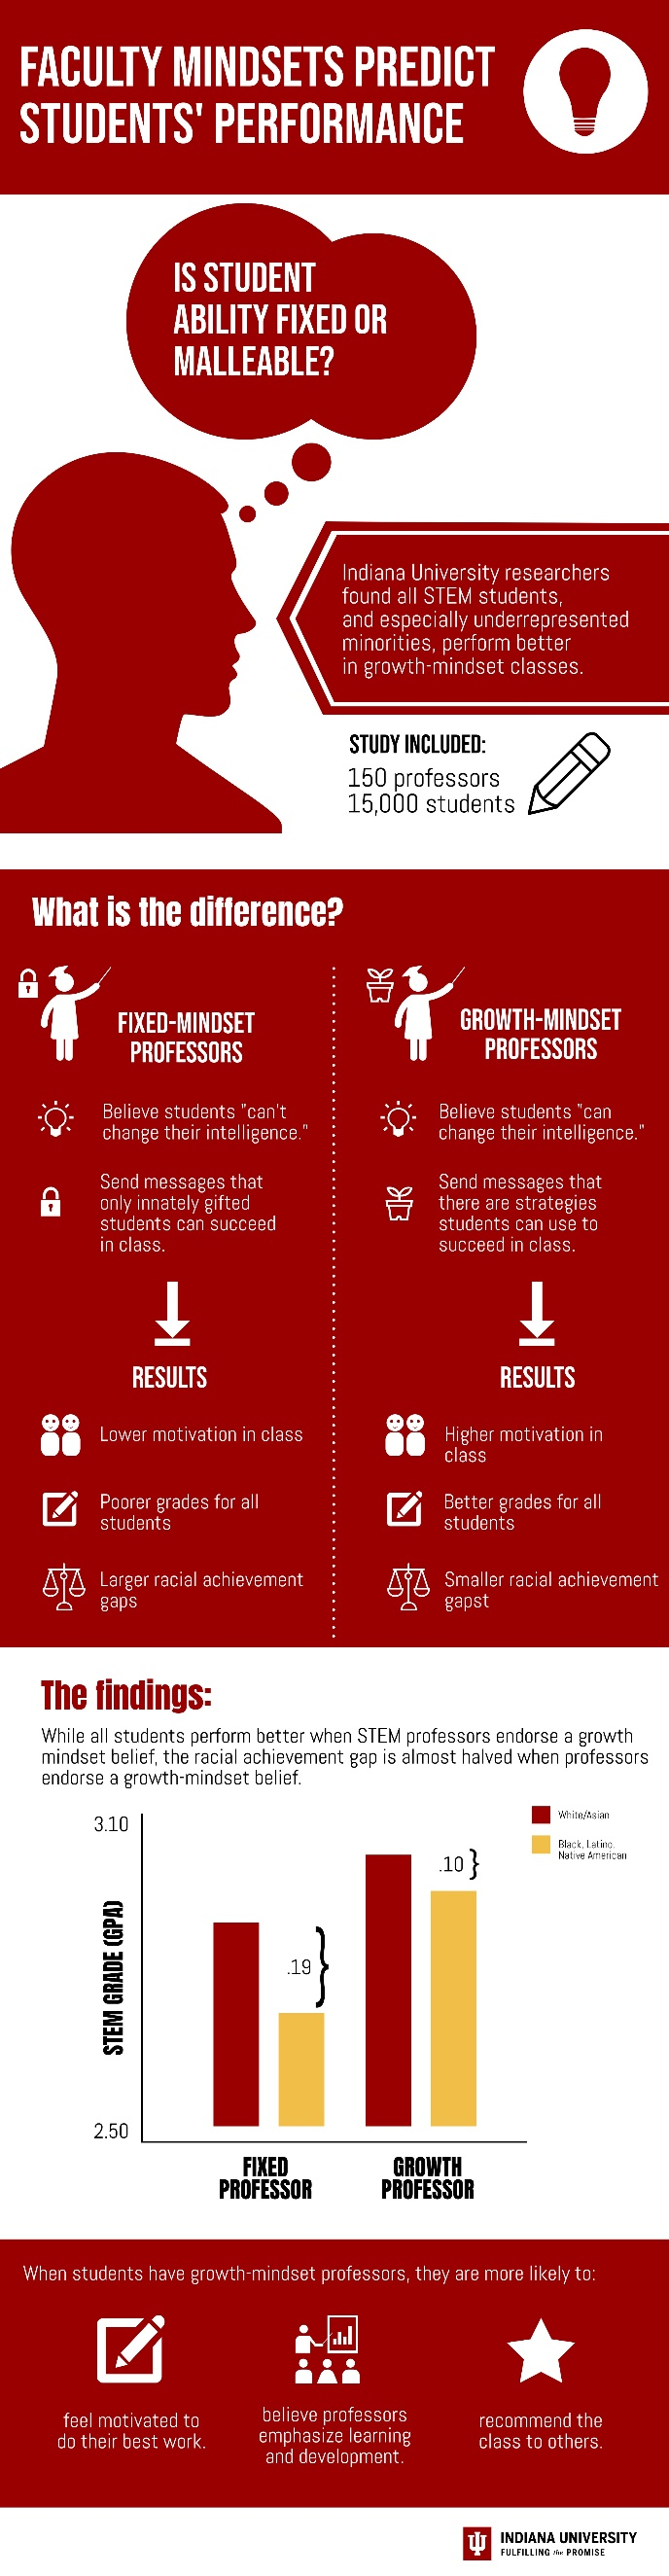 FACULTY MINDSETS PREDICT
STUDENTS' PERFORMANCE
IS STUDENT
ABILITY FIXED OR
MALLEABLE?
Indiana University researchers
found all STEM students,
and especially underrepresented
minorities, perform better
in growth-mindset classes.
STUDY INCLUDED:
150 professors
15,000 students
What is the difference?
FIXED-MINDSET
PROFESSORS
Believe students "can't
change their intelligence."
Send messages that
only innately gifted
students can succeed
in class.
RESULTS
Lower motivation in class
Poorer grades for all
students
Larger racial achievement
gaps
GROWTH-MINDSET
PROFESSORS
Believe students "can
change their intelligence."
Send messages that
there are strategies
students can use to
succeed in class.
RESULTS
Higher motivation in
class
Better grades for all
students
Smaller racial achievement
gapst
The findings:
While all students perform better when STEM professors endorse a growth
mindset belief, the racial achievement gap is almost halved when professors
endorse a growth-mindset belief.
White/Asian
Black, Latino,
Native American
3.10
.10
.19
STEM GRADE (GPA)
2.50
FIXED
PROFESSOR
GROWTH
PROFESSOR
When students have growth-mindset professors, they are more likely to:
feel motivated to
do their best work.
believe professors
emphasize learning
and development.
recommend the
class to others.
INDIANA UNIVERSITY
FULFILLING the PROMISE